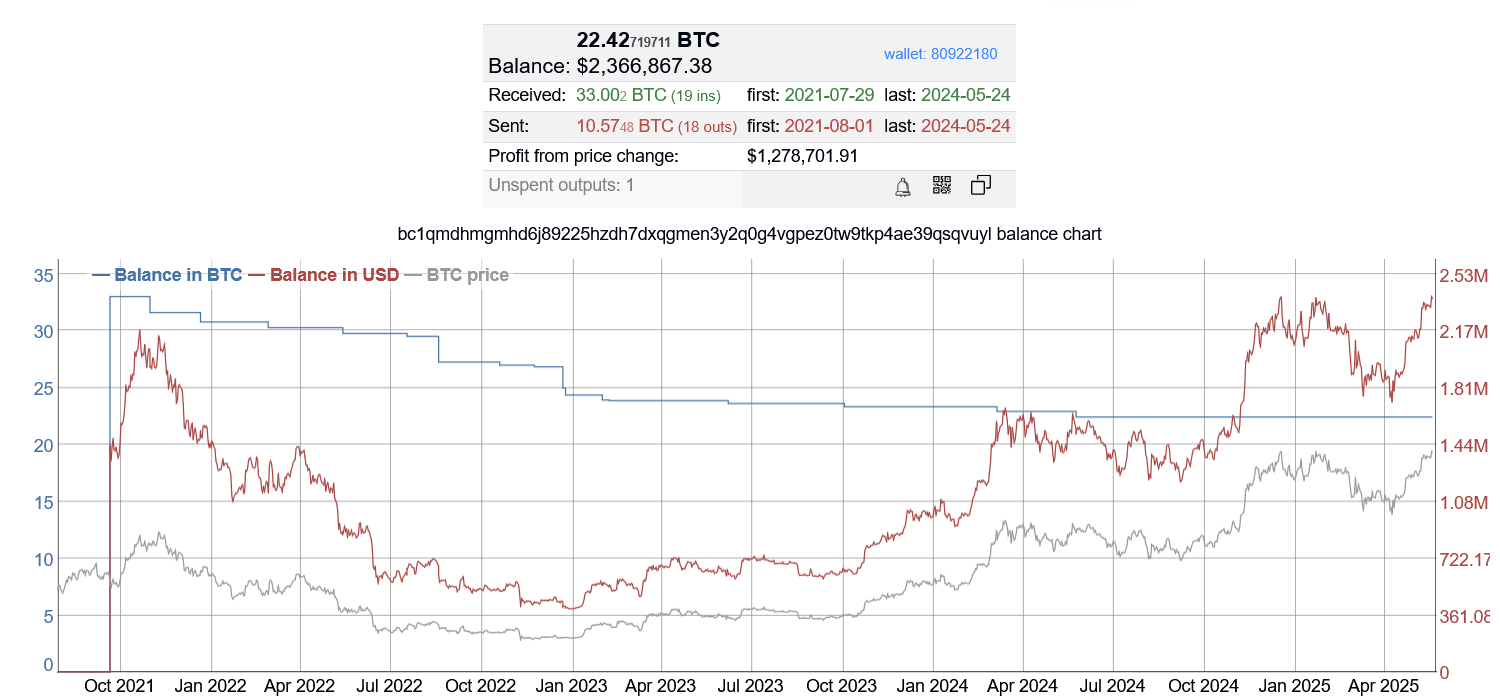 22.42719711 BTC
Balance: $2,366,867.38
wallet: 80922180
Received: 33.002 BTC (19 ins) first: 2021-07-29 last: 2024-05-24
Sent: 10.5748 BTC (18 outs) first: 2021-08-01 last: 2024-05-24
Profit from price change: $1,278,701.91
Unspent outputs: 1
bc1qmdhmgmhd6j89225hzdh7dxqgmen3y2q0g4vgpez0tw9tkp4ae39qsqvuyl balance chart
Balance in BTC Balance in USD BTC price
35 2.53M
30 2.17M
25 1.81M
20 1.44M
15 1.08M
10 722.17
5 361.08
0 0
Oct 2021 Jan 2022 Apr 2022 Jul 2022 Oct 2022 Jan 2023 Apr 2023 Jul 2023 Oct 2023 Jan 2024 Apr 2024 Jul 2024 Oct 2024 Jan 2025 Apr 2025